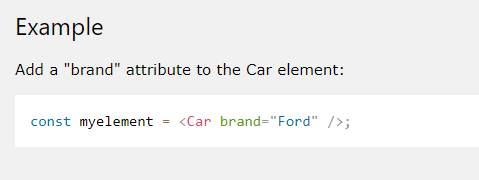 Example
Add a "brand" attribute to the Car element:
const myelement = <Car brand="Ford" />;